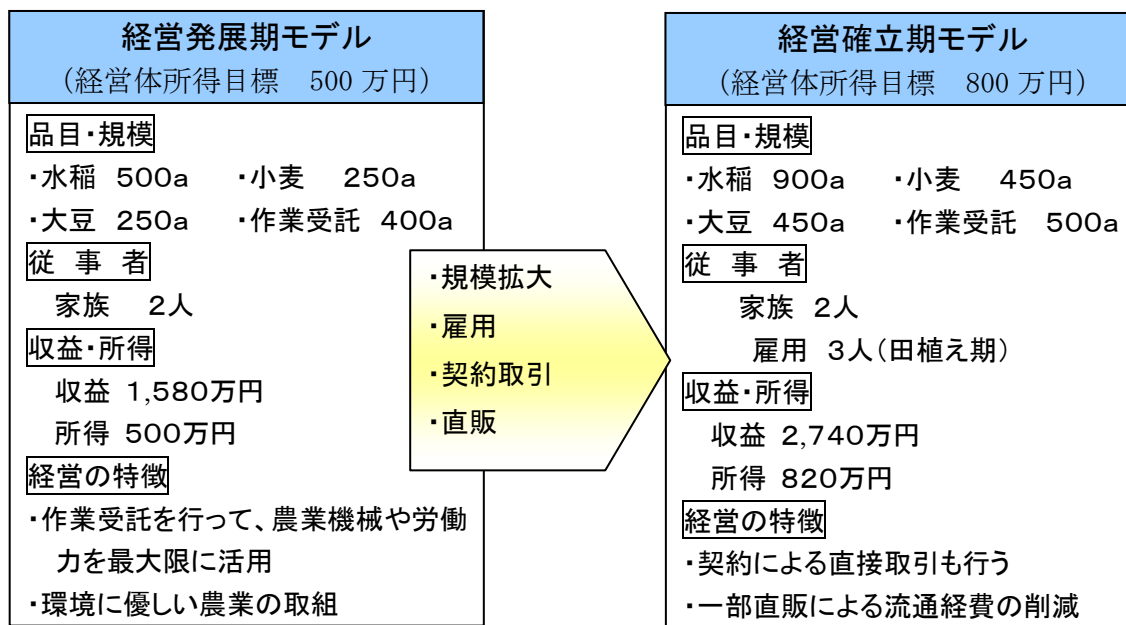 経営発展期モデル
（経営体所得目標　500 万円）
品目・規模
・水稲 500a　・小麦　250a
・大豆 250a　・作業受託 400a
従 事 者
家族　2人
収益・所得
収益 1,580万円
所得 500万円
経営の特徴
・作業受託を行って、農業機械や労働
力を最大限に活用
・環境に優しい農業の取組
・規模拡大
・雇用
・契約取引
・直販
経営確立期モデル
（経営体所得目標　800 万円）
品目・規模
・水稲 900a　・小麦　450a
・大豆 450a　・作業受託 500a
従 事 者
家族 2人
雇用 3人（田植え期）
収益・所得
収益 2,740万円
所得 820万円
経営の特徴
・契約による直接取引も行う
・一部直販による流通経費の削減